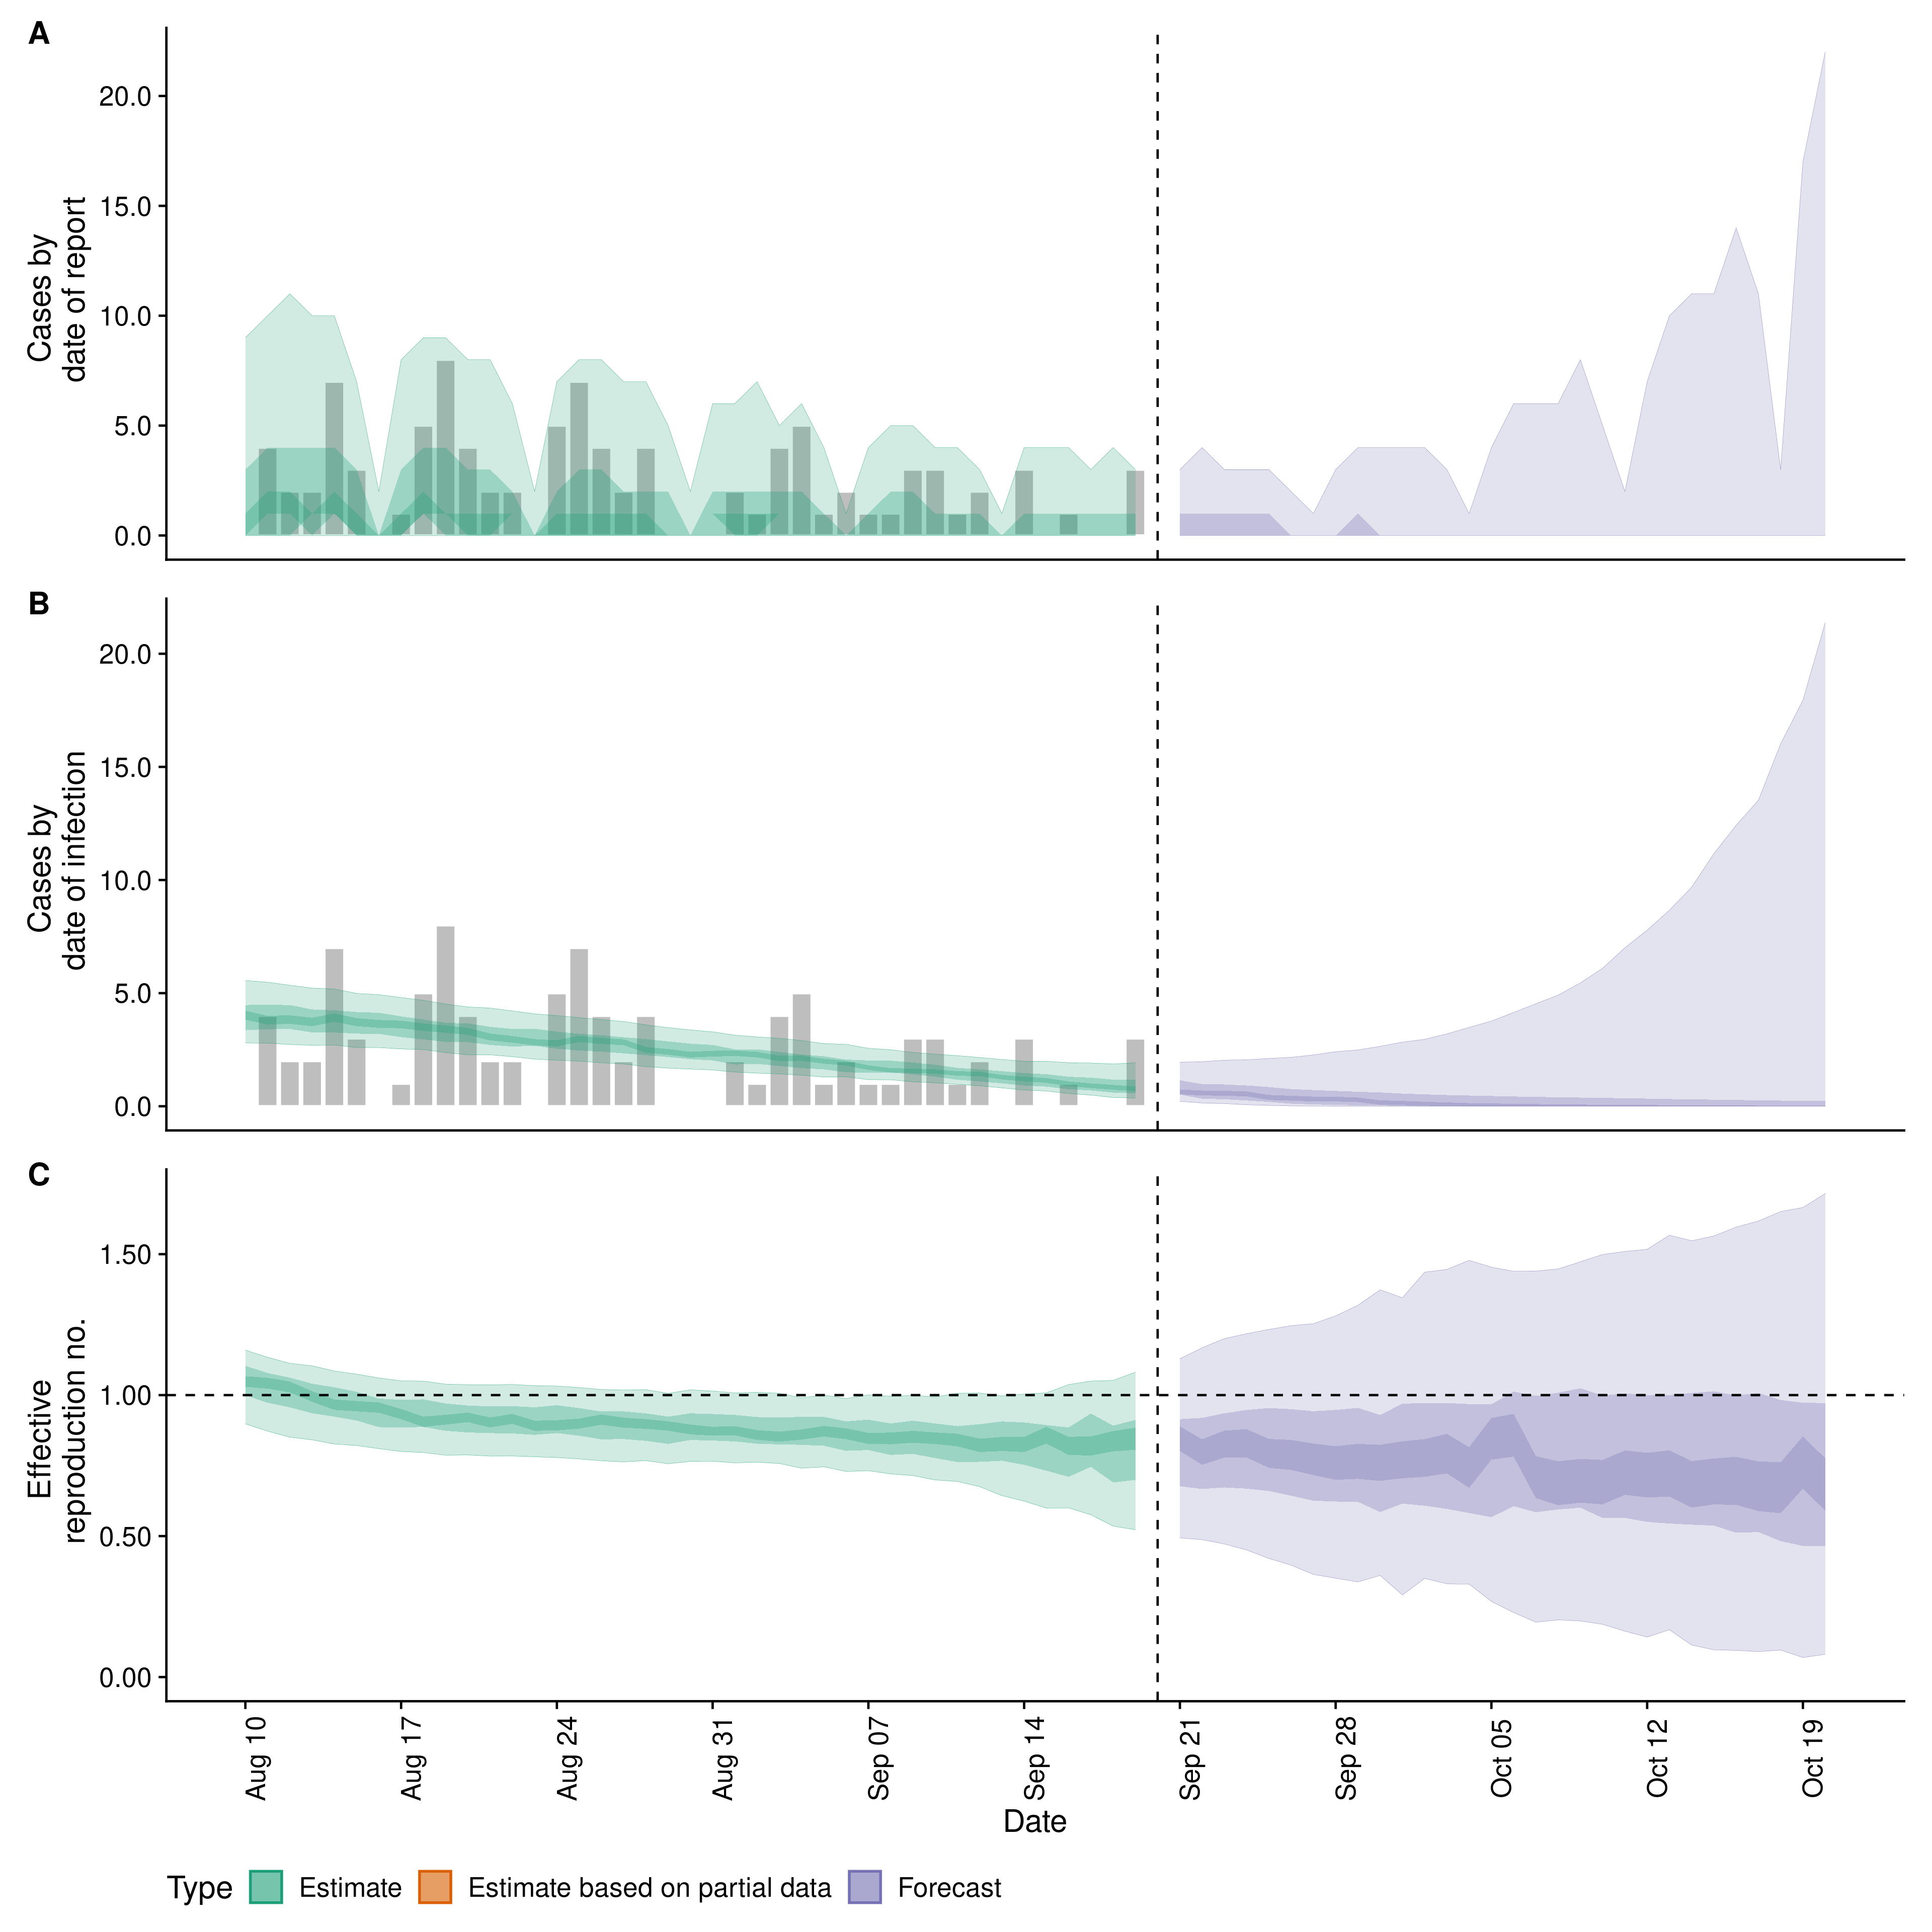 A
Cases by
date of report
20.0
15.0
10.0
5.0
0.0
B
Cases by
date of infection
20.0
15.0
10.0
5.0
0.0
C
Effective
reproduction no.
1.50
1.00
0.50
0.00
Aug 10
Aug 17
Aug 24
Aug 31
Sep 07
Sep 14
Sep 21
Sep 28
Oct 05
Oct 12
Oct 19
Date
Type Estimate Estimate based on partial data Forecast